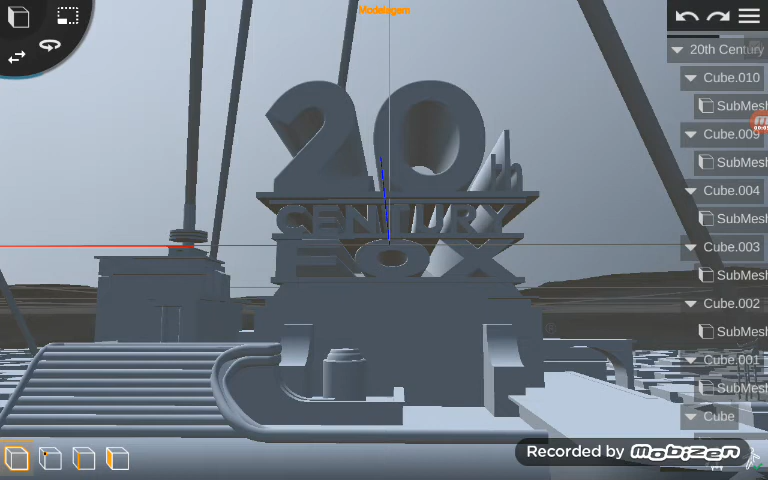 Modelagem
20th Century
Cube.010
SubMesh
Cube.009
SubMesh
Cube.004
SubMesh
Cube.003
SubMesh
Cube.002
SubMesh
Cube.001
SubMesh
Cube
20th
CENTURY
FOX
Recorded by Mobizen